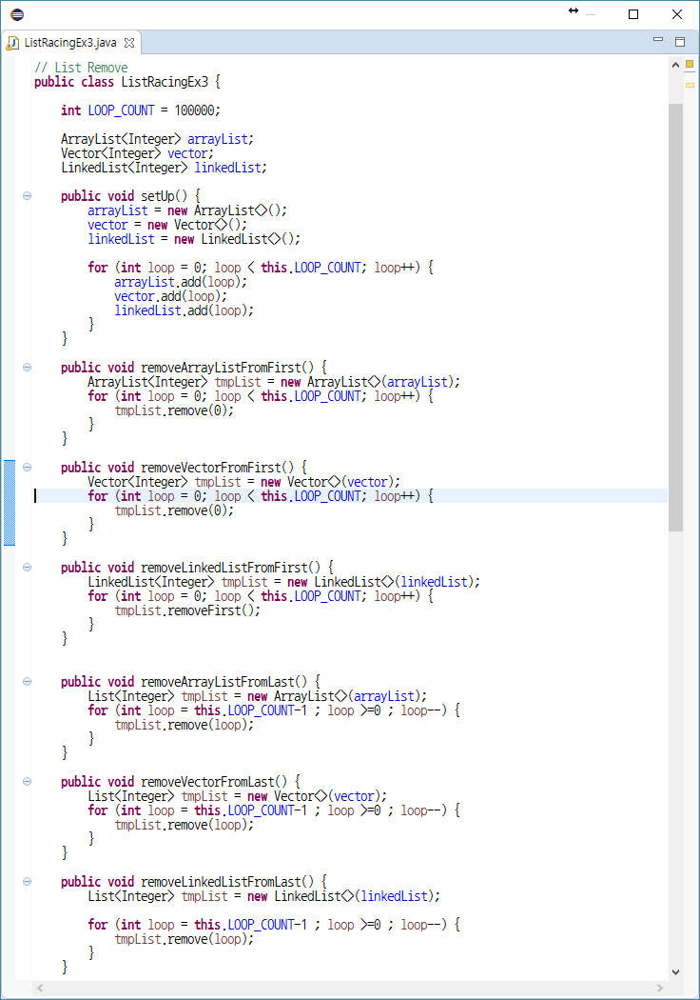 ListRacingEx3.java
// List Remove
public class ListRacingEx3 {
int LOOP_COUNT = 100000;
ArrayList<Integer> arrayList;
Vector<Integer> vector;
LinkedList<Integer> linkedList;
public void setUp() {
arrayList = new ArrayList<>();
vector = new Vector<>();
linkedList = new LinkedList<>();
for (int loop = 0; loop < this.LOOP_COUNT; loop++) {
arrayList.add(loop);
vector.add(loop);
linkedList.add(loop);
}
}
public void removeArrayListFromFirst() {
ArrayList<Integer> tmpList = new ArrayList<>(arrayList);
for (int loop = 0; loop < this.LOOP_COUNT; loop++) {
tmpList.remove(0);
}
}
public void removeVectorFromFirst() {
Vector<Integer> tmpList = new Vector<>(vector);
for (int loop = 0; loop < this.LOOP_COUNT; loop++) {
tmpList.remove(0);
}
}
public void removeLinkedListFromFirst() {
LinkedList<Integer> tmpList = new LinkedList<>(linkedList);
for (int loop = 0; loop < this.LOOP_COUNT; loop++) {
tmpList.removeFirst();
}
}
public void removeArrayListFromLast() {
List<Integer> tmpList = new ArrayList<>(arrayList);
for (int loop = this.LOOP_COUNT-1 ; loop >=0 ; loop--) {
tmpList.remove(loop);
}
}
public void removeVectorFromLast() {
List<Integer> tmpList = new Vector<>(vector);
for (int loop = this.LOOP_COUNT-1 ; loop >=0 ; loop--) {
tmpList.remove(loop);
}
}
public void removeLinkedListFromLast() {
List<Integer> tmpList = new LinkedList<>(linkedList);
for (int loop = this.LOOP_COUNT-1 ; loop >=0 ; loop--) {
tmpList.remove(loop);
}
}